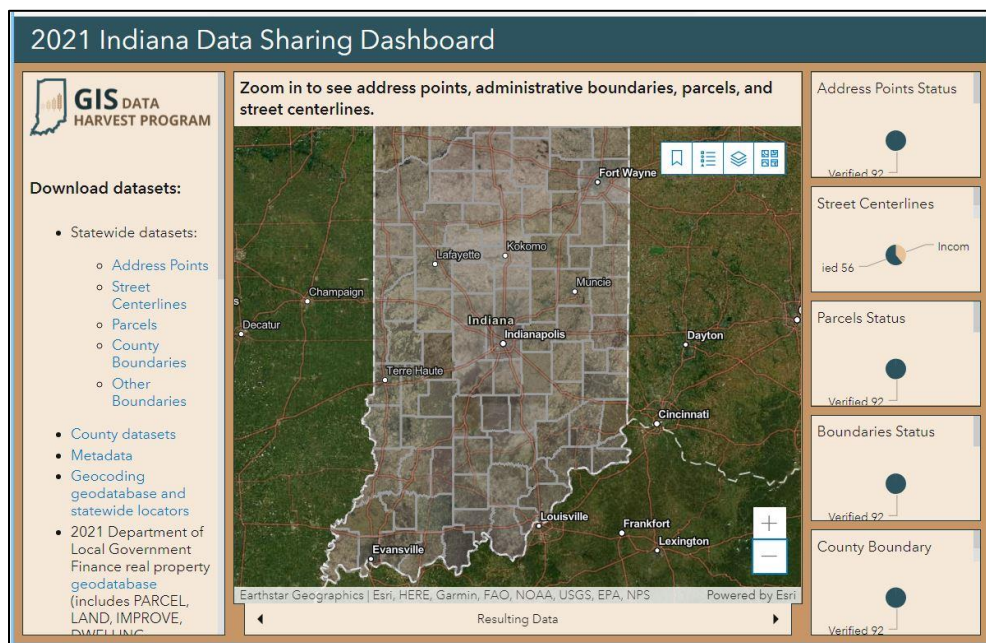 2021 Indiana Data Sharing Dashboard
GIS DATA
HARVEST PROGRAM
Download datasets:
• Statewide datasets:
Address Points
Street
Centerlines
Parcels
County
Boundaries
Other
Boundaries
• County datasets
• Metadata
• Geocoding
geodatabase and
statewide locators
• 2021 Department of
Local Government
Finance real property
geodatabase
(includes PARCEL,
LAND, IMPROVE,
DWELLING
Zoom in to see address points, administrative boundaries, parcels, and
street centerlines.
Fort Wayne
Lafayette
Kokomo
Muncie
Champaign
Decatur
Indiana
Indianapolis
Dayton
Terre Haute
Cincinnati
Louisville
Frankfort
Lexington
Evansville
+
−
Earthstar Geographics | Esri, HERE, Garmin, FAO, NOAA, USGS, EPA, NPS Powered by Esri
Resulting Data
Address Points Status
Verified 92
Street Centerlines
Incom
ied 56
Parcels Status
Verified 92
Boundaries Status
Verified 92
County Boundary
Verified 92